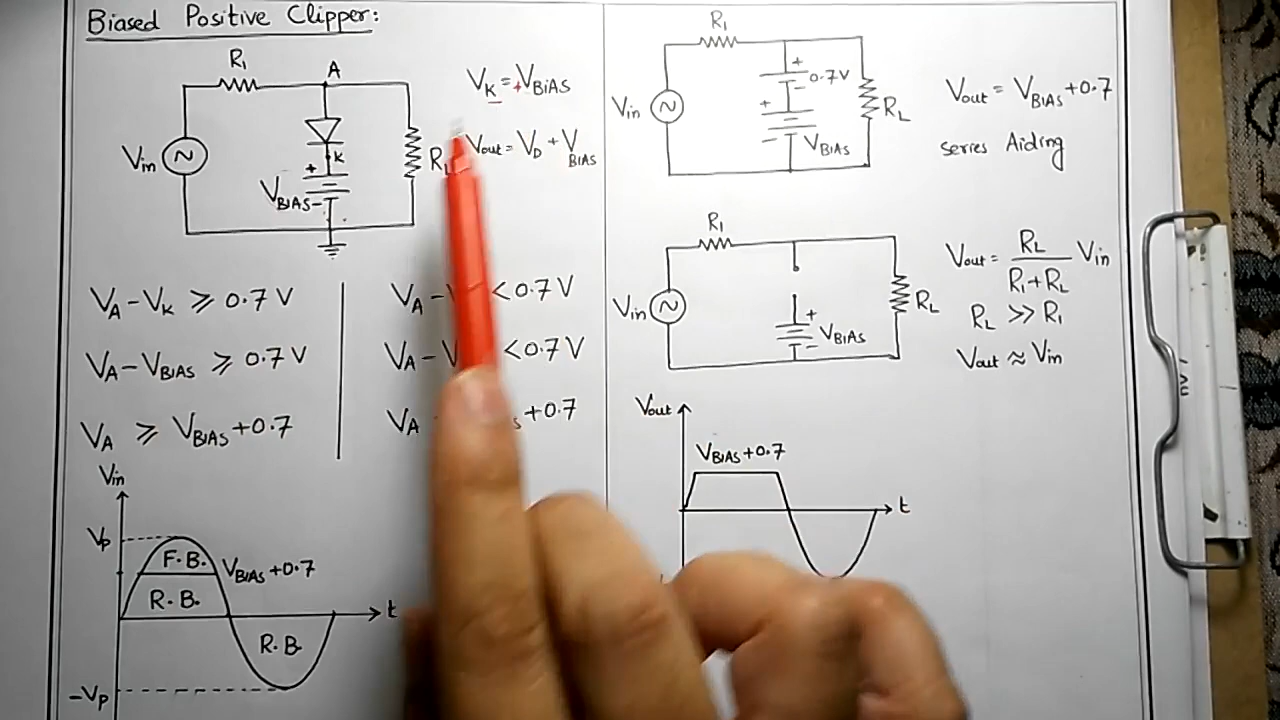 Biased Positive Clipper:
R1
A
Vin
K
+
VBIAS
-
VK = +VBIAS
Vout = VD + VBIAS
VA - VK ⩾ 0.7 V
VA - VBIAS ⩾ 0.7 V
VA ⩾ VBIAS + 0.7
< 0.7 V
VA -
< 0.7 V
VA -
+ 0.7
VA
Vin
Vp
F.B.
VBIAS + 0.7
R.B.
t
R.B.
-Vp
R1
+
0.7V
-
Vin
+
RL
-
VBIAS
Vout = VBIAS + 0.7
series Aiding
R1
Vin
+
VBIAS
-
RL
Vout = RL / R1+RL Vin
RL >> R1
Vout ≈ Vin
Vout
VBIAS + 0.7
t